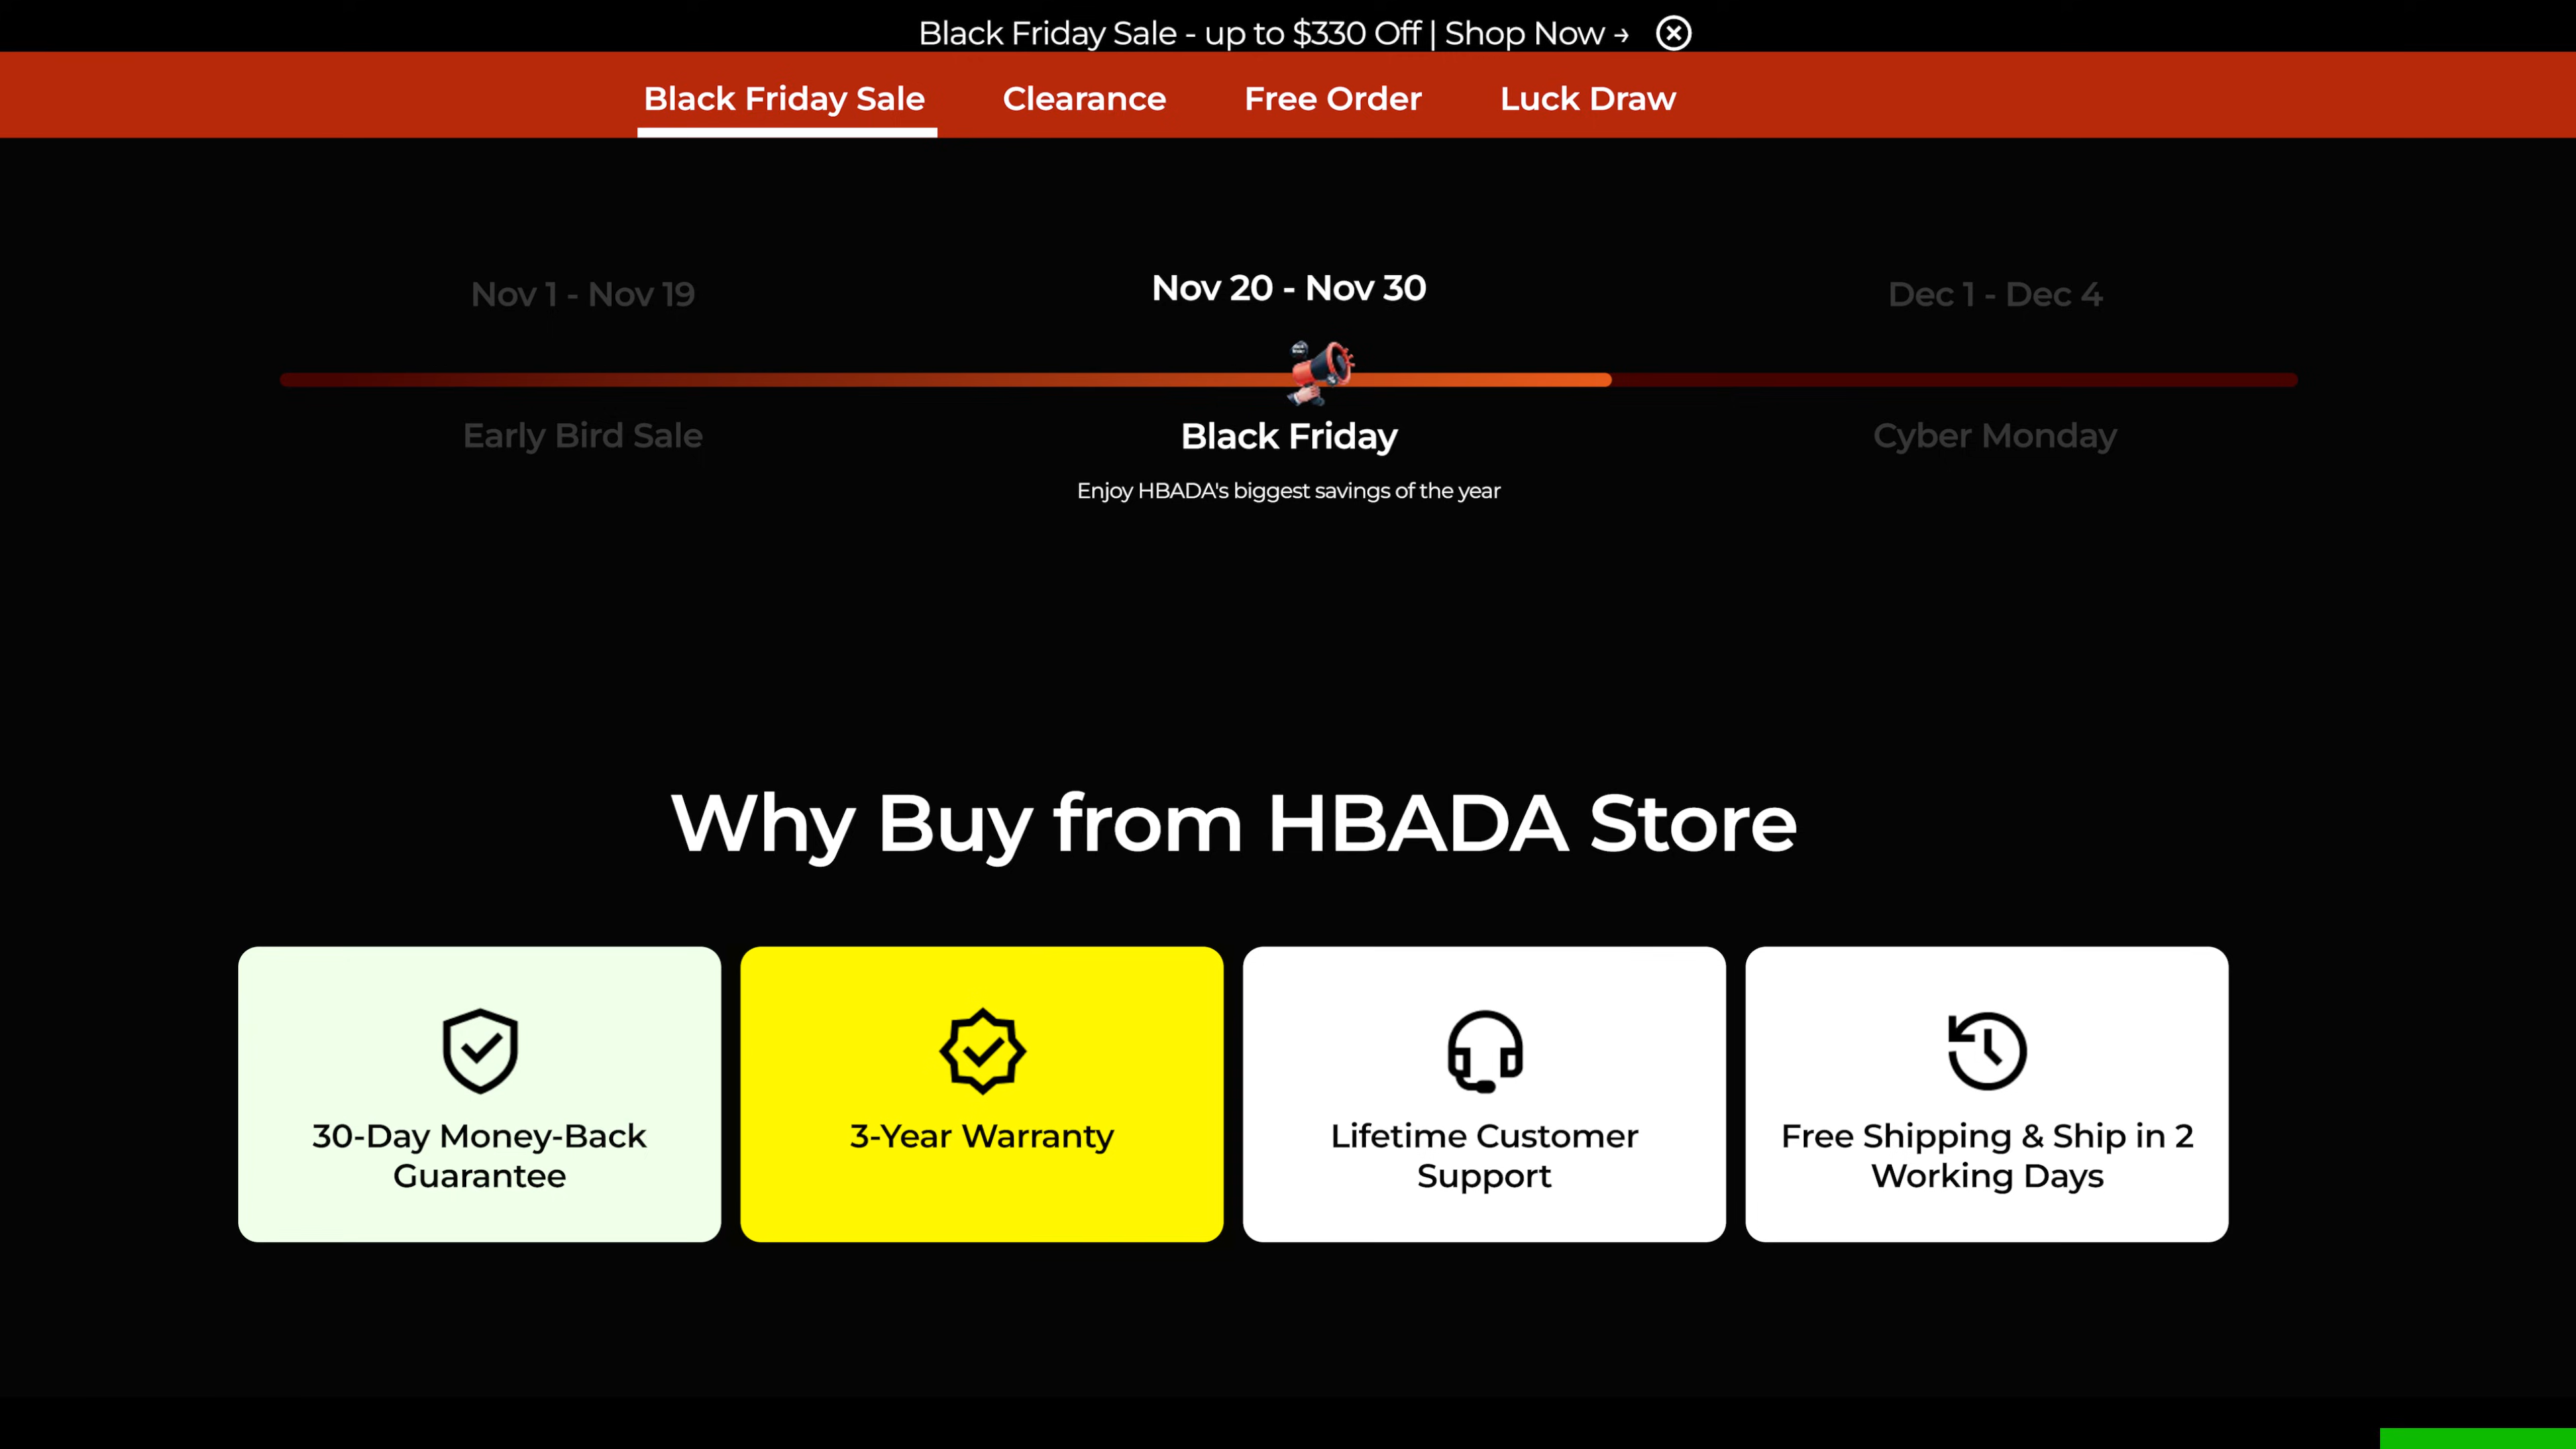 Black Friday Sale - up to $330 Off | Shop Now →
Black Friday Sale
Clearance
Free Order
Luck Draw
Nov 1 - Nov 19
Nov 20 - Nov 30
Dec 1 - Dec 4
Early Bird Sale
Black Friday
Cyber Monday
Enjoy HBADA's biggest savings of the year
Why Buy from HBADA Store
30-Day Money-Back
Guarantee
3-Year Warranty
Lifetime Customer
Support
Free Shipping & Ship in 2
Working Days